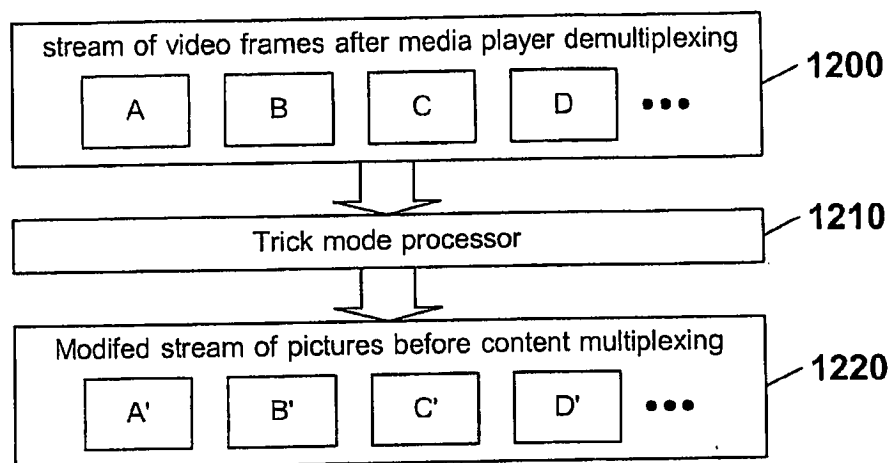 stream of video frames after media player demultiplexing
1200
A B C D •••
Trick mode processor
1210
Modifed stream of pictures before content multiplexing
1220
A' B' C' D' •••